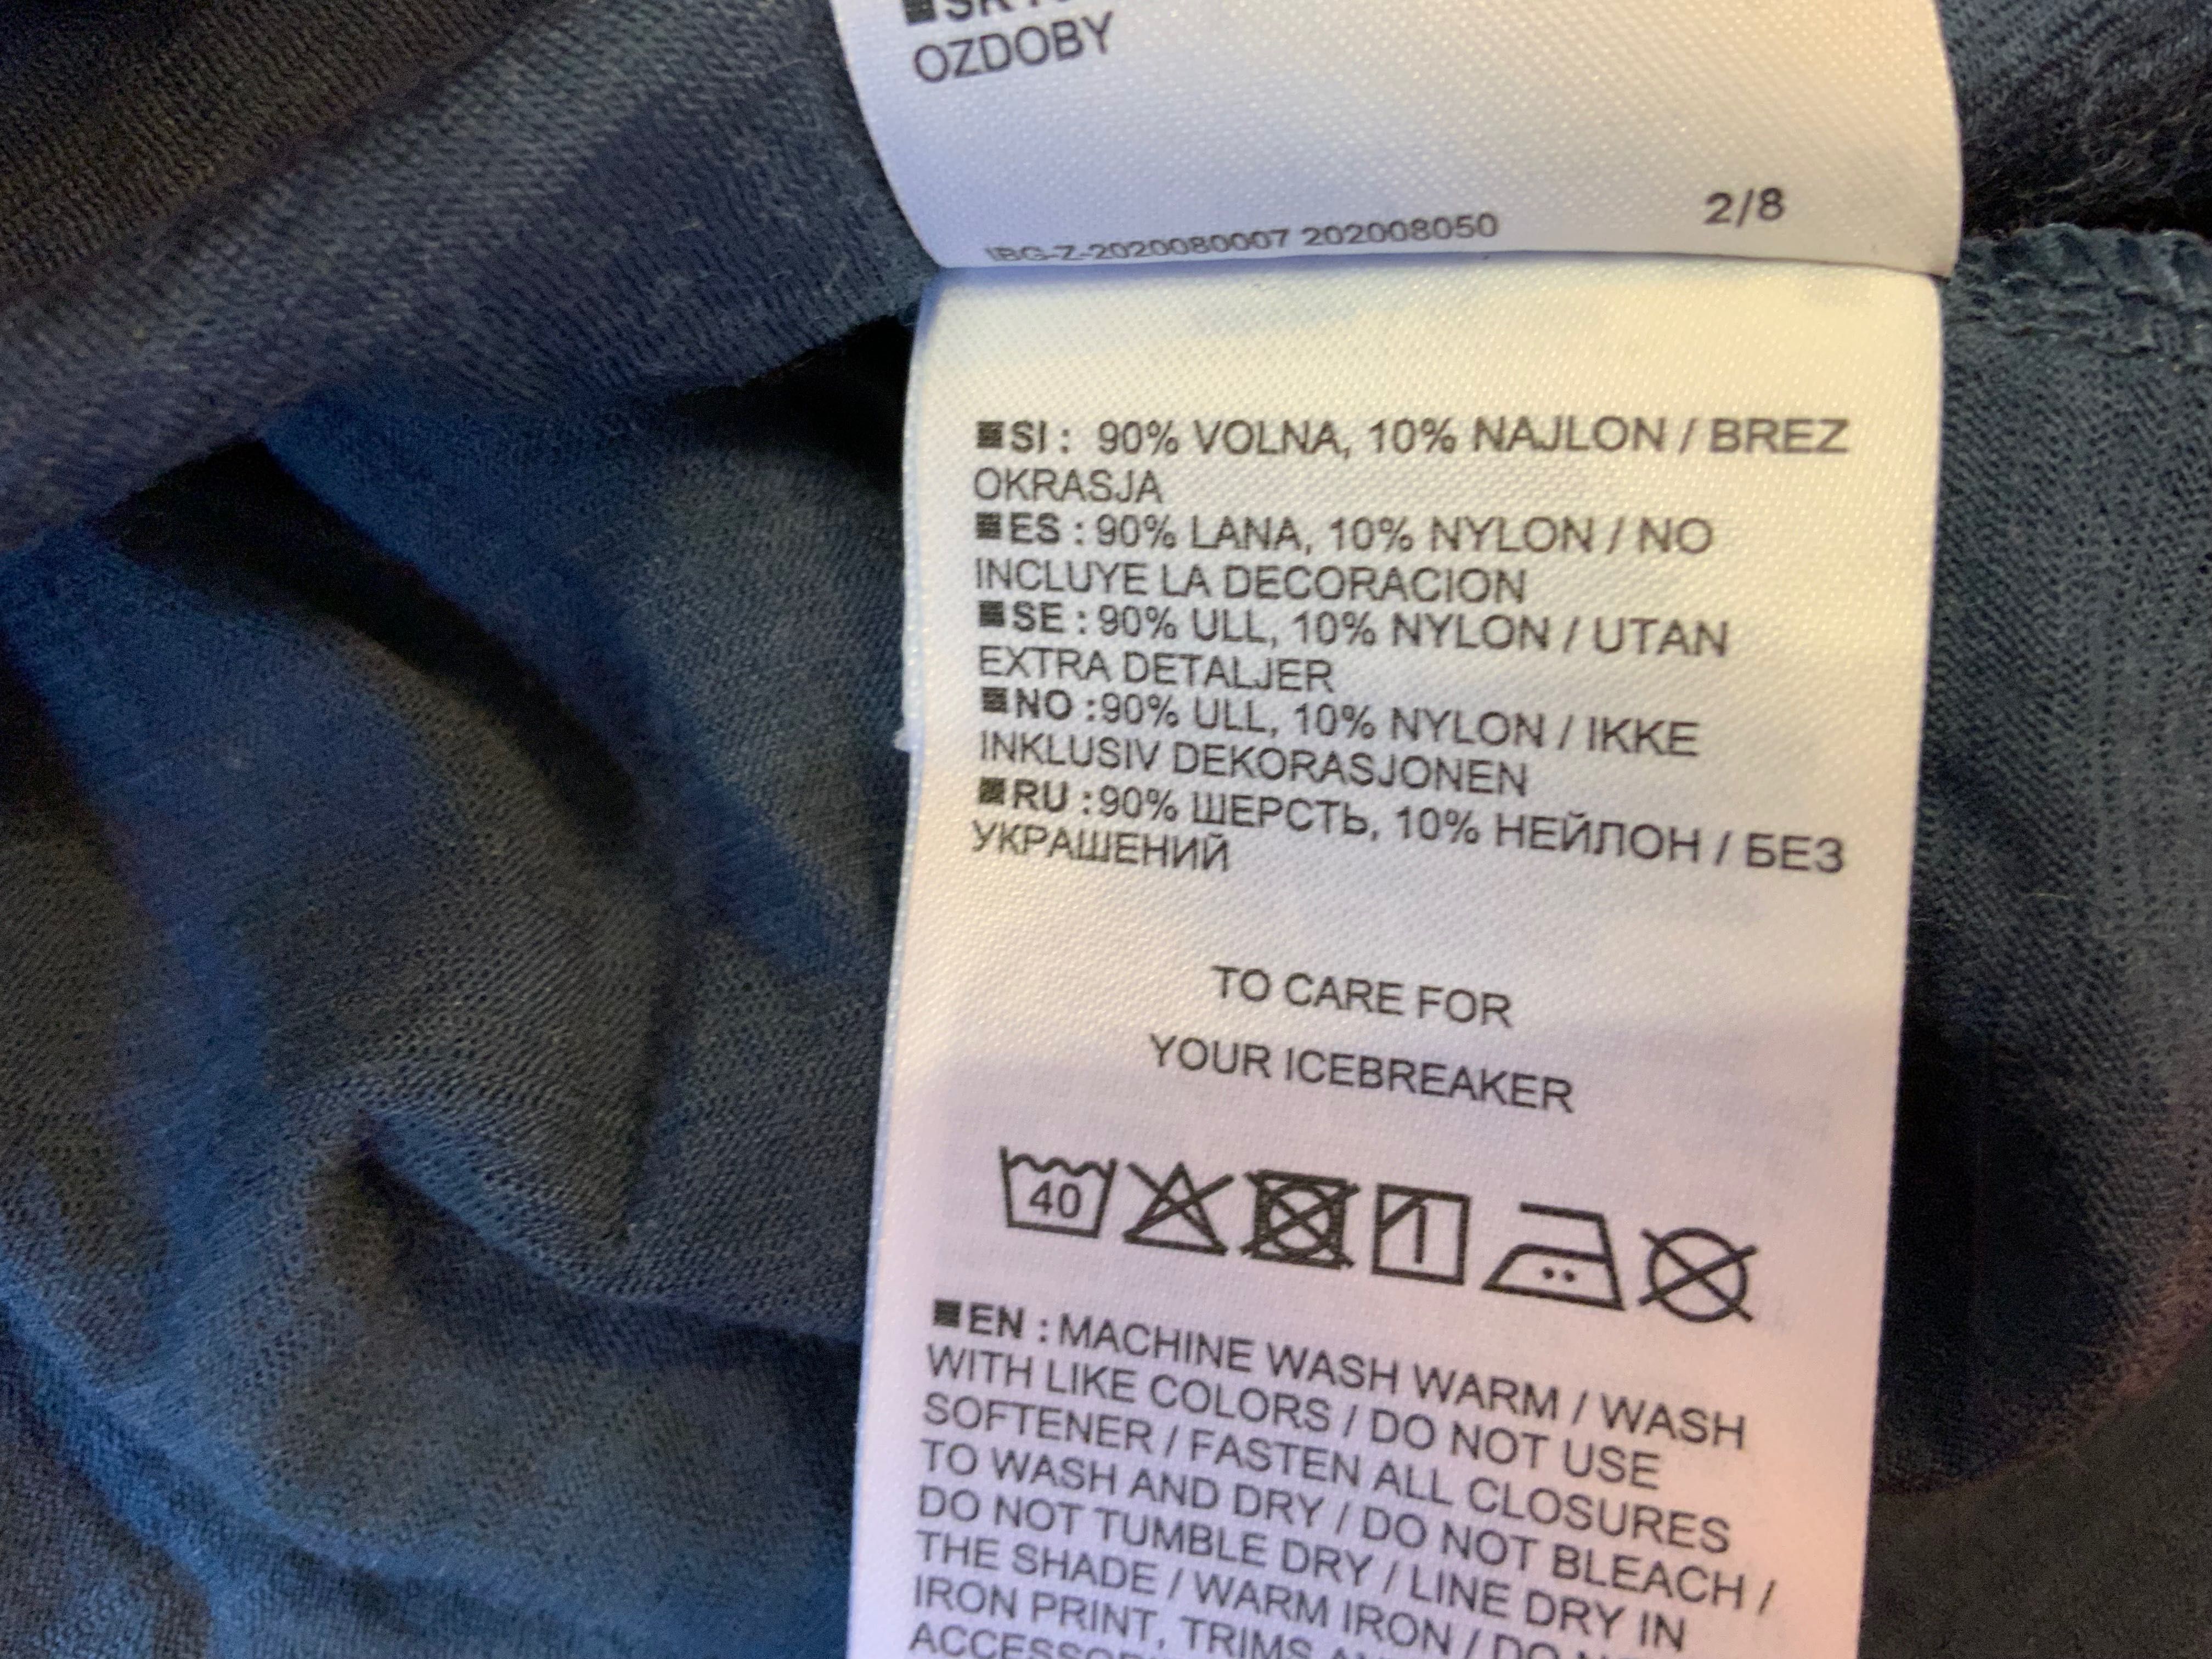 OZDOBY
2/8
IBG-Z-2020080007 202008050
SI : 90% VOLNA, 10% NAJLON / BREZ
OKRASJA
ES : 90% LANA, 10% NYLON / NO
INCLUYE LA DECORACION
SE : 90% ULL, 10% NYLON / UTAN
EXTRA DETALJER
NO :90% ULL, 10% NYLON / IKKE
INKLUSIV DEKORASJONEN
RU :90% ШЕРСТЬ, 10% НЕЙЛОН / БЕЗ
УКРАШЕНИЙ
TO CARE FOR
YOUR ICEBREAKER
40
EN : MACHINE WASH WARM / WASH
WITH LIKE COLORS / DO NOT USE
SOFTENER / FASTEN ALL CLOSURES
TO WASH AND DRY / DO NOT BLEACH /
DO NOT TUMBLE DRY / LINE DRY IN
THE SHADE / WARM IRON / DO
IRON PRINT, TRIMS